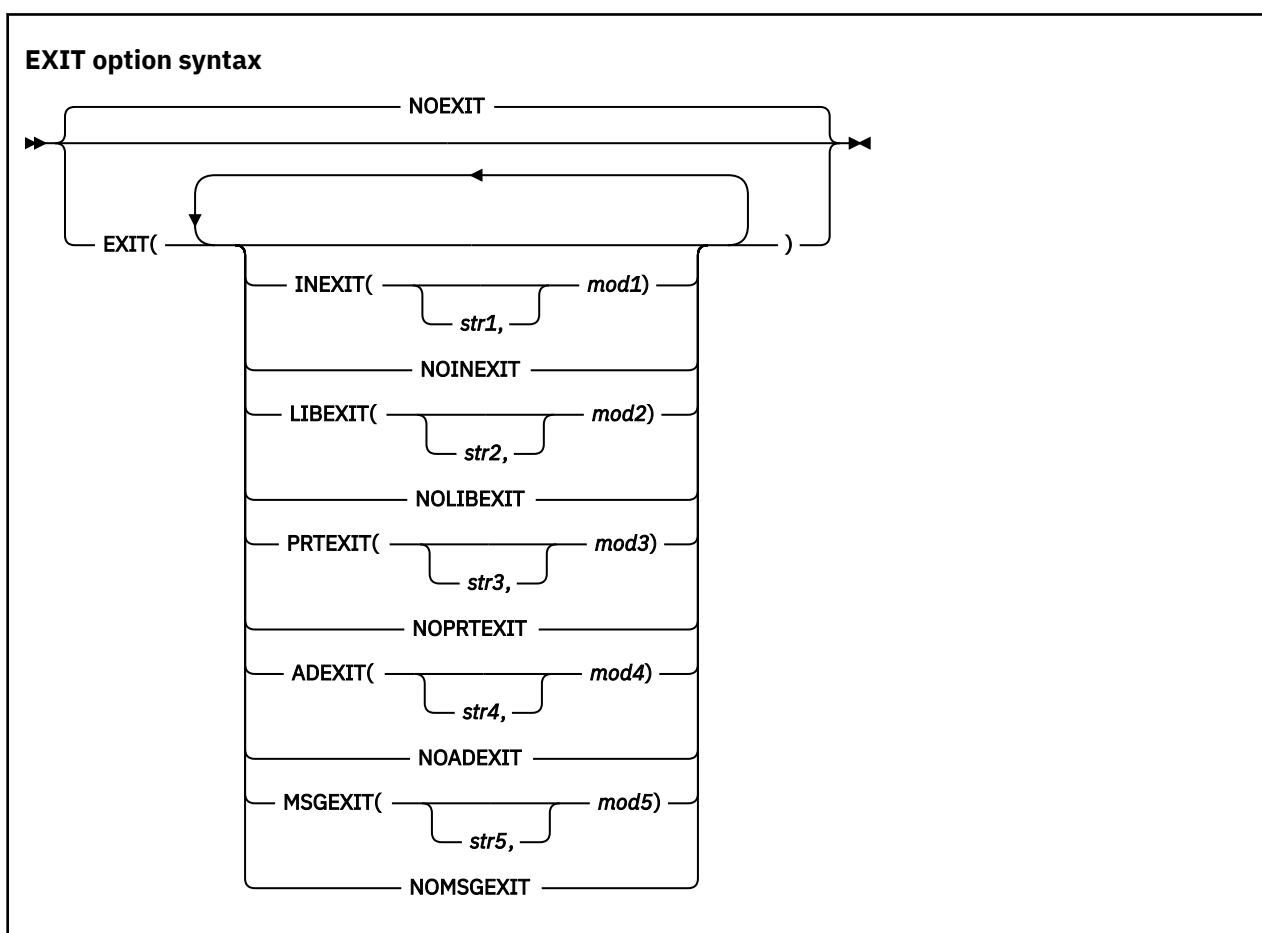 EXIT option syntax
NOEXIT
EXIT( )
INEXIT( mod1)
str1,
NOINEXIT
LIBEXIT( mod2)
str2,
NOLIBEXIT
PRTEXIT( mod3)
str3,
NOPRTEXIT
ADEXIT( mod4)
str4,
NOADEXIT
MSGEXIT( mod5)
str5,
NOMSGEXIT